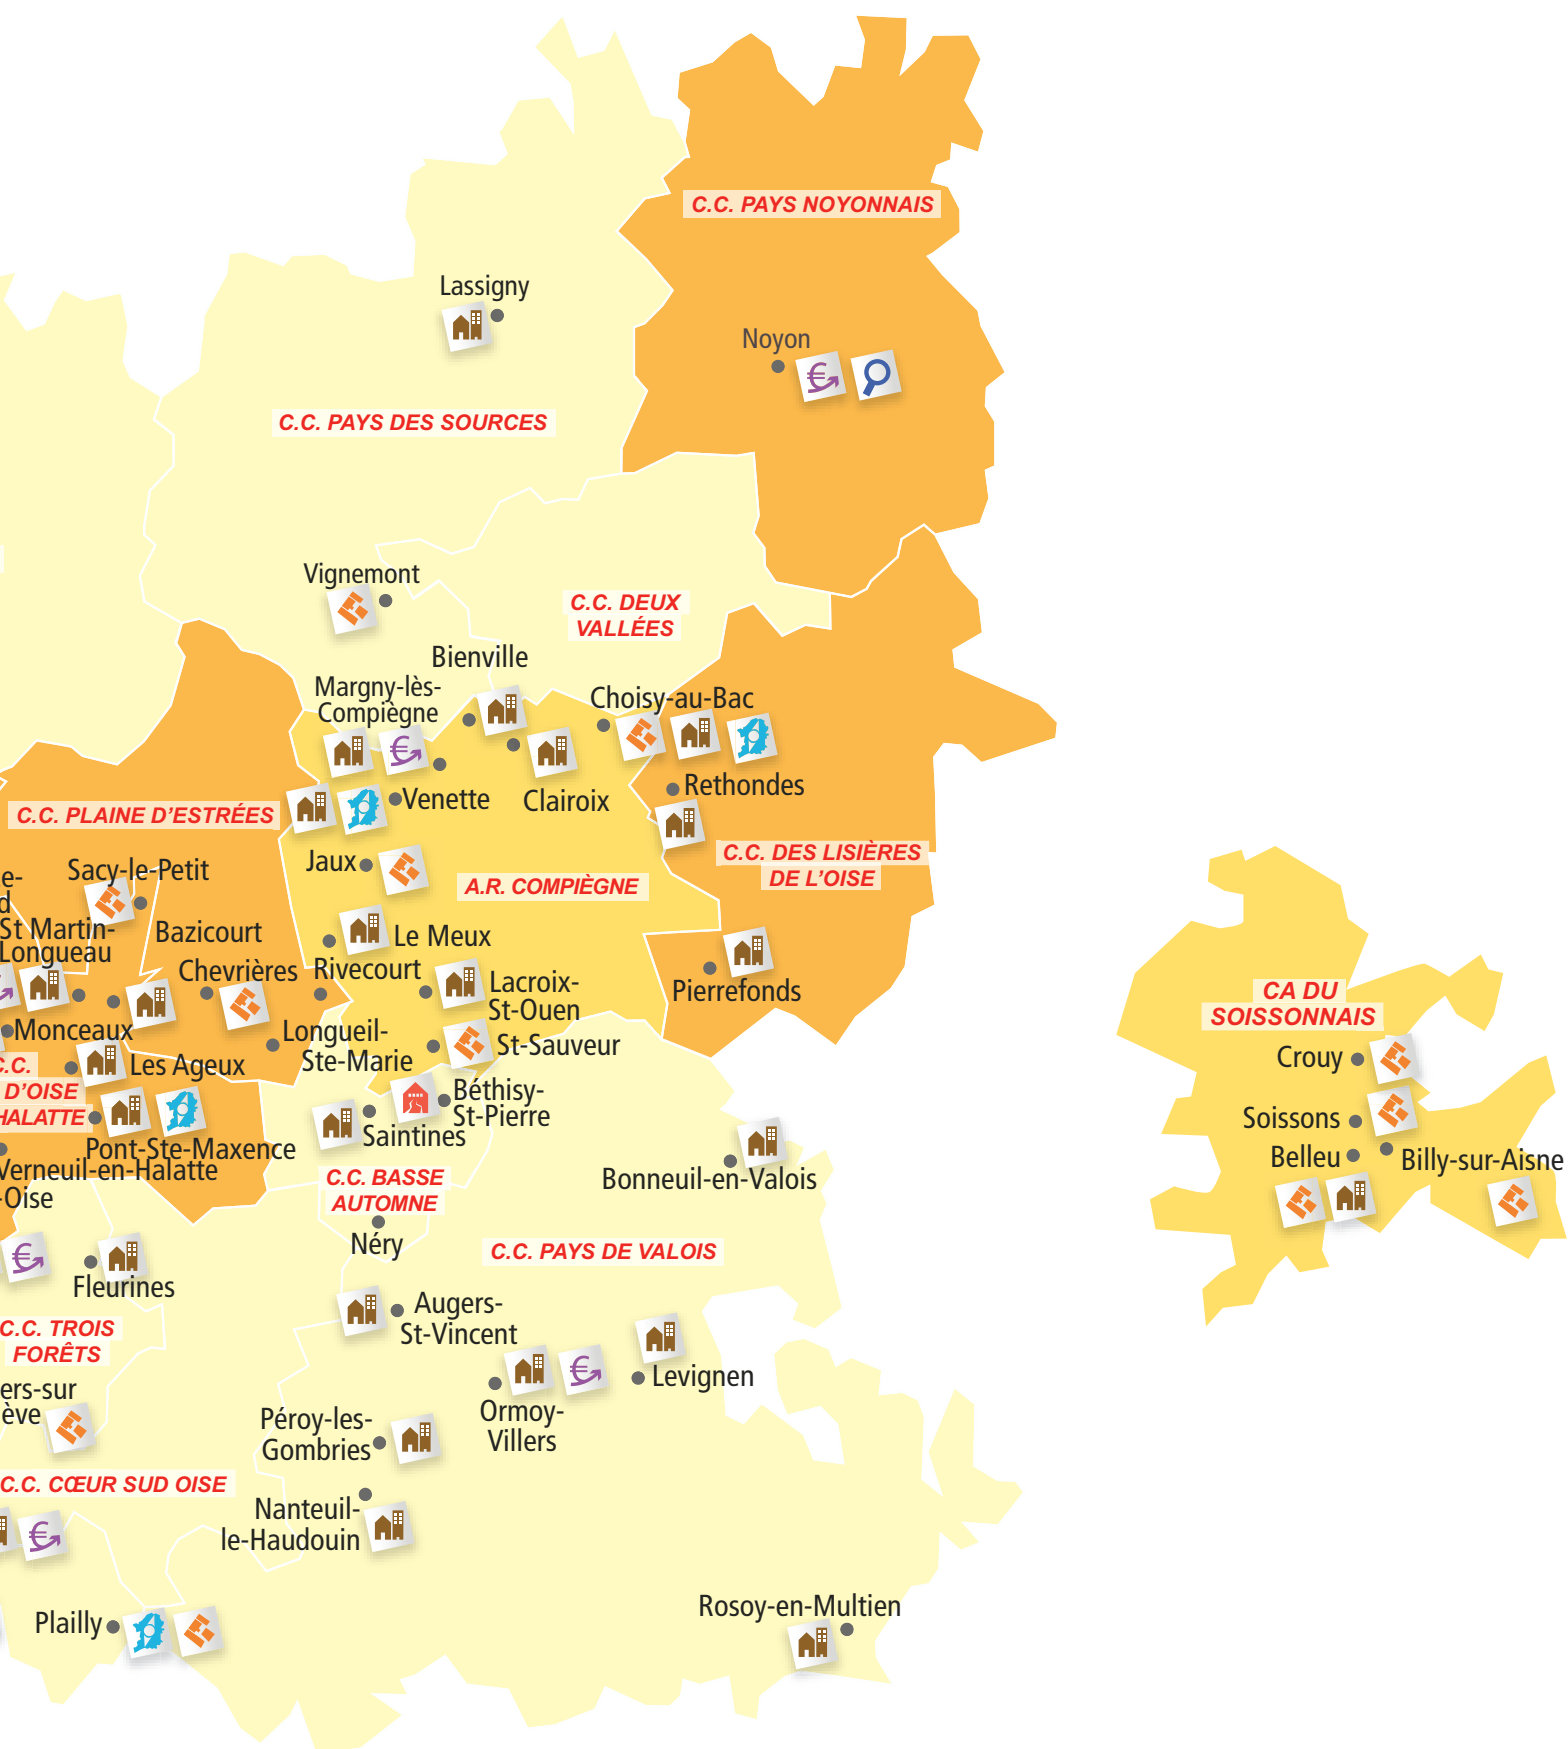 C.C. PAYS NOYONNAIS
Lassigny
Noyon
C.C. PAYS DES SOURCES
Vignemont
C.C. DEUX
VALLÉES
Bienville
Margny-lès-
Compiègne
Choisy-au-Bac
Rethondes
Venette
Clairoix
C.C. PLAINE D’ESTRÉES
Jaux
C.C. DES LISIÈRES
DE L’OISE
A.R. COMPIÈGNE
Sacy-le-Petit
e-
d
St Martin-
Longueau
Bazicourt
Le Meux
Chevrières
Rivecourt
Lacroix-
St-Ouen
Pierrefonds
CA DU
SOISSONNAIS
Monceaux
Longueil-
Ste-Marie
St-Sauveur
Crouy
Les Ageux
C.C.
D’OISE
HALATTE
Béthisy-
St-Pierre
Soissons
Saintines
Pont-Ste-Maxence
Belleu
Billy-sur-Aisne
Verneuil-en-Halatte
-Oise
C.C. BASSE
AUTOMNE
Bonneuil-en-Valois
Néry
C.C. PAYS DE VALOIS
Fleurines
Augers-
St-Vincent
C.C. TROIS
FORÊTS
Levignen
ers-sur
ève
Ormoy-
Villers
Péroy-les-
Gombries
C.C. CŒUR SUD OISE
Nanteuil-
le-Haudouin
Rosoy-en-Multien
Plailly